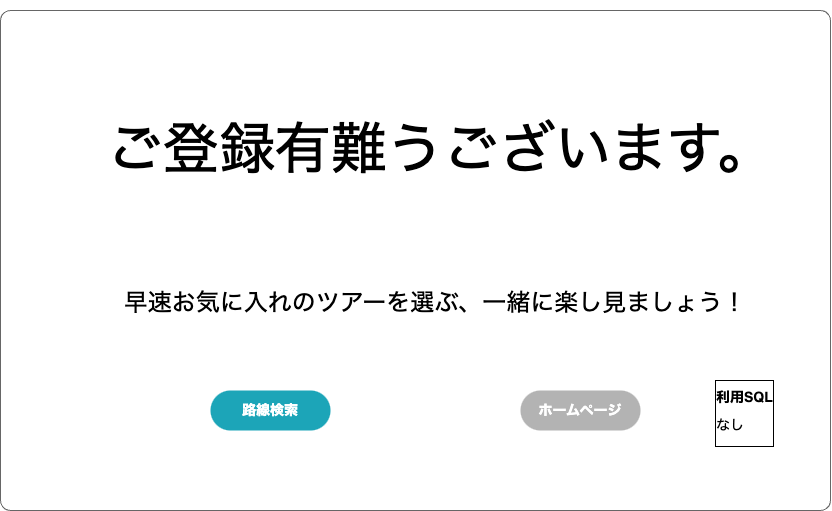 ご登録有難うございます。
早速お気に入れのツアーを選ぶ、一緒に楽し見ましょう！
路線検索
ホームページ
利用SQL
なし